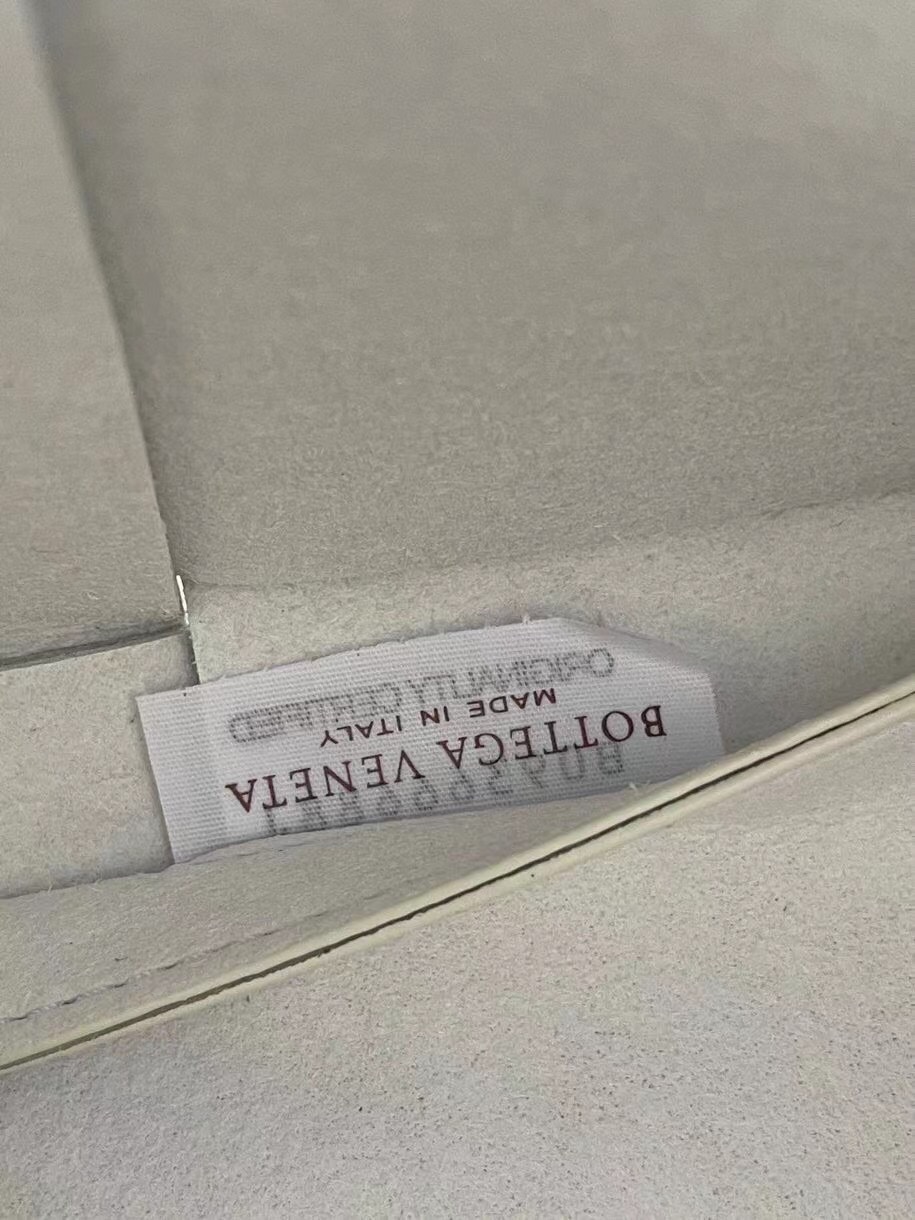 BOTTEGA VENETA
MADE IN ITALY
ORIGINALITY CERTIFIED